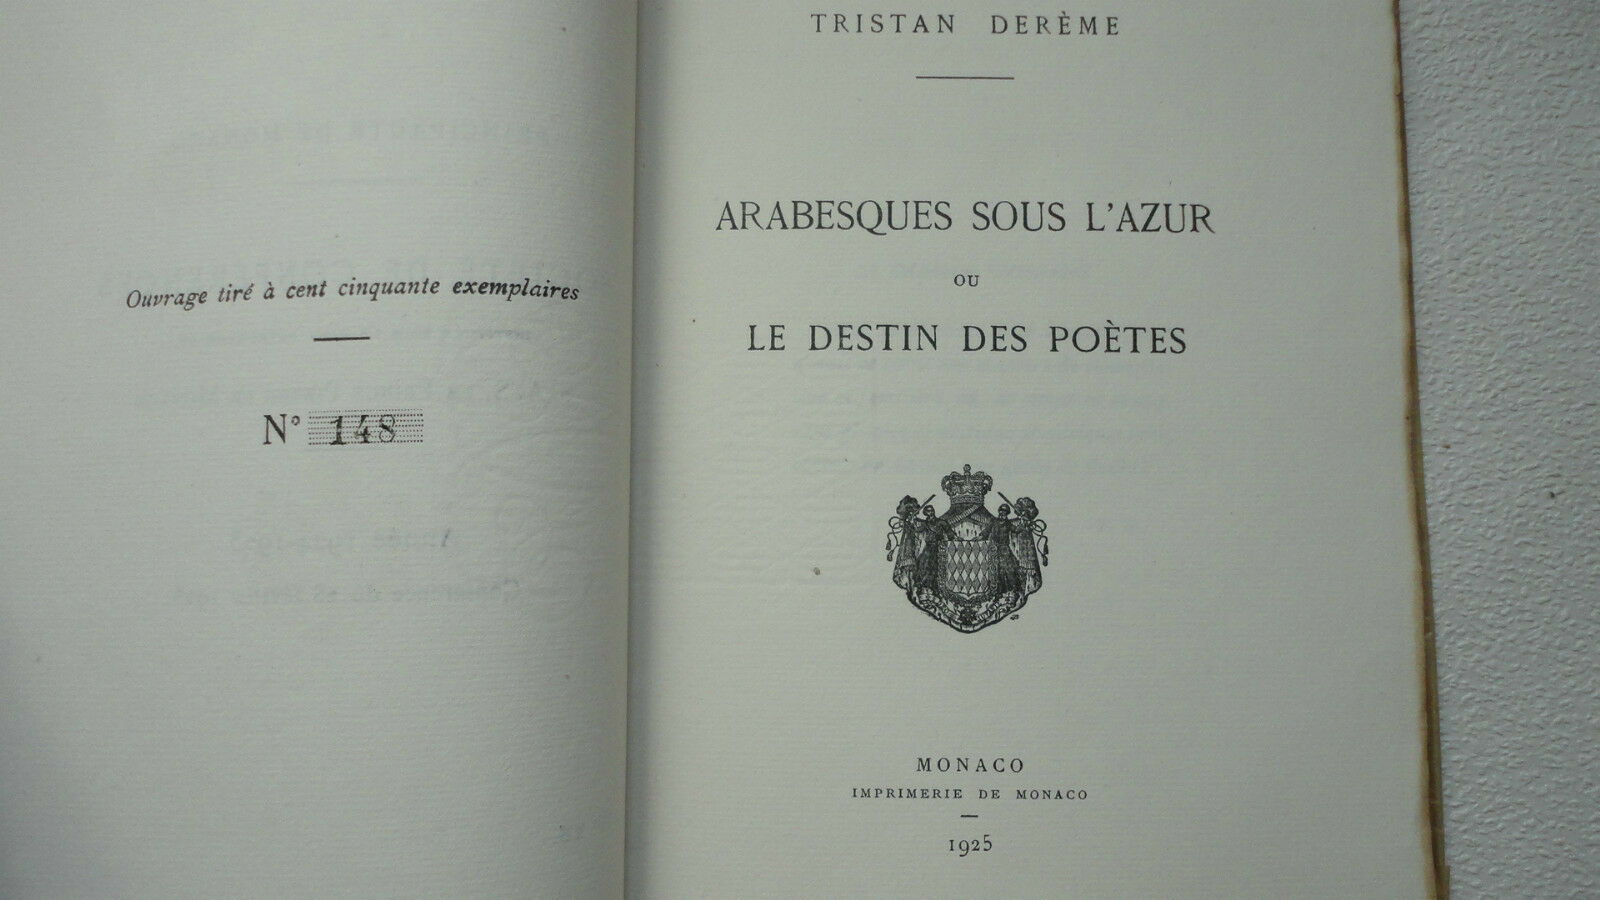 Ouvrage tiré à cent cinquante exemplaires
N° 148
TRISTAN DERÈME
ARABESQUES SOUS L'AZUR
OU
LE DESTIN DES POÈTES
MONACO
IMPRIMERIE DE MONACO
1925